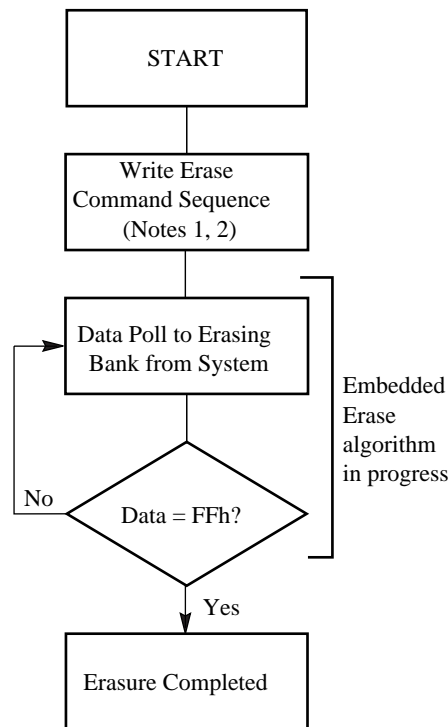 START
Write Erase
Command Sequence
(Notes 1, 2)
Data Poll to Erasing
Bank from System
Embedded
Erase
algorithm
in progress
No
Data = FFh?
Yes
Erasure Completed